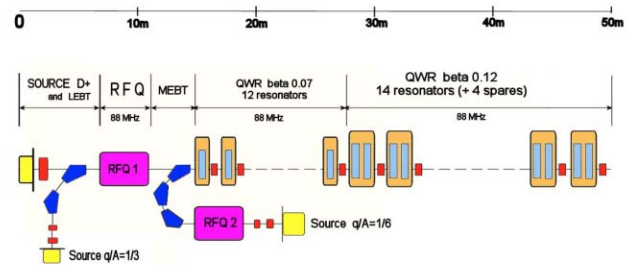 0 10m 20m 30m 40m 50m
SOURCE D+
and LEBT
RFQ
MEBT
QWR beta 0.07
12 resonators
QWR beta 0.12
14 resonators (+ 4 spares)
88 MHz
88 MHz
88 MHz
RFQ 1
RFQ 2
Source q/A=1/6
Source q/A=1/3